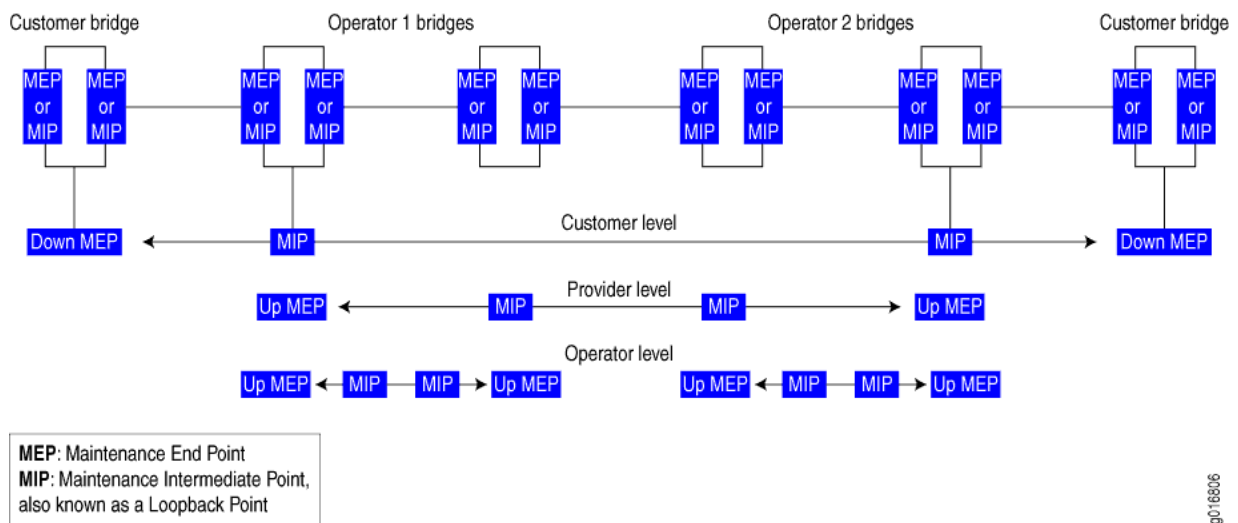 Customer bridge
Operator 1 bridges
Operator 2 bridges
Customer bridge
MEP or MIP
MEP or MIP
MEP or MIP
MEP or MIP
MEP or MIP
MEP or MIP
MEP or MIP
MEP or MIP
MEP or MIP
MEP or MIP
MEP or MIP
MEP or MIP
Customer level
Down MEP
MIP
MIP
Down MEP
Provider level
Up MEP
MIP
MIP
Up MEP
Operator level
Up MEP
MIP
MIP
Up MEP
Up MEP
MIP
MIP
Up MEP
MEP: Maintenance End Point
MIP: Maintenance Intermediate Point,
also known as a Loopback Point
g016806